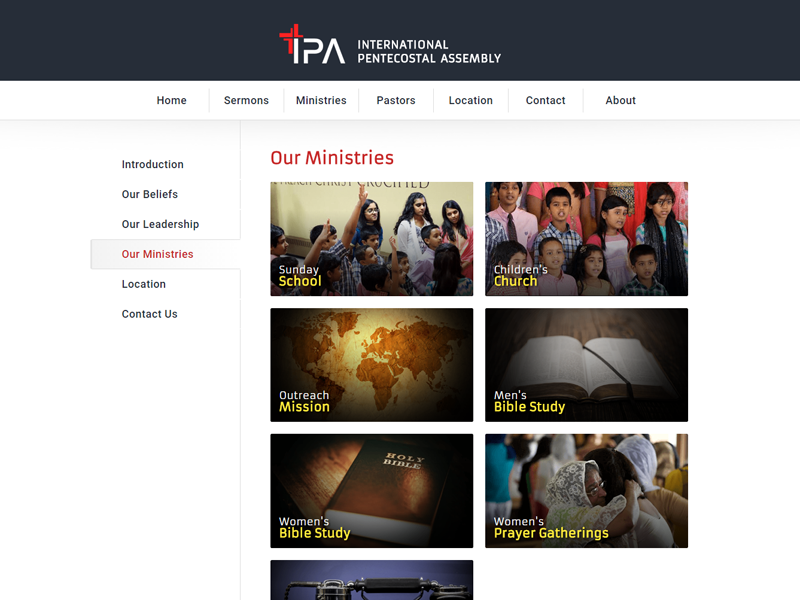 IPA
INTERNATIONAL
PENTECOSTAL ASSEMBLY
Home
Sermons
Ministries
Pastors
Location
Contact
About
Introduction
Our Beliefs
Our Leadership
Our Ministries
Location
Contact Us
Our Ministries
PREACH CHRIST CRUCIFIED
Sunday
School
Children's
Church
Outreach
Mission
Men's
Bible Study
HOLY
BIBLE
Women's
Bible Study
Women's
Prayer Gatherings